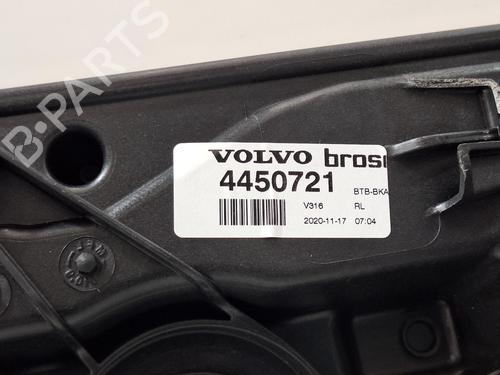 B-PARTS
VOLVO brose
4450721
BTB-BKA
V316 RL
2020-11-17 07:04